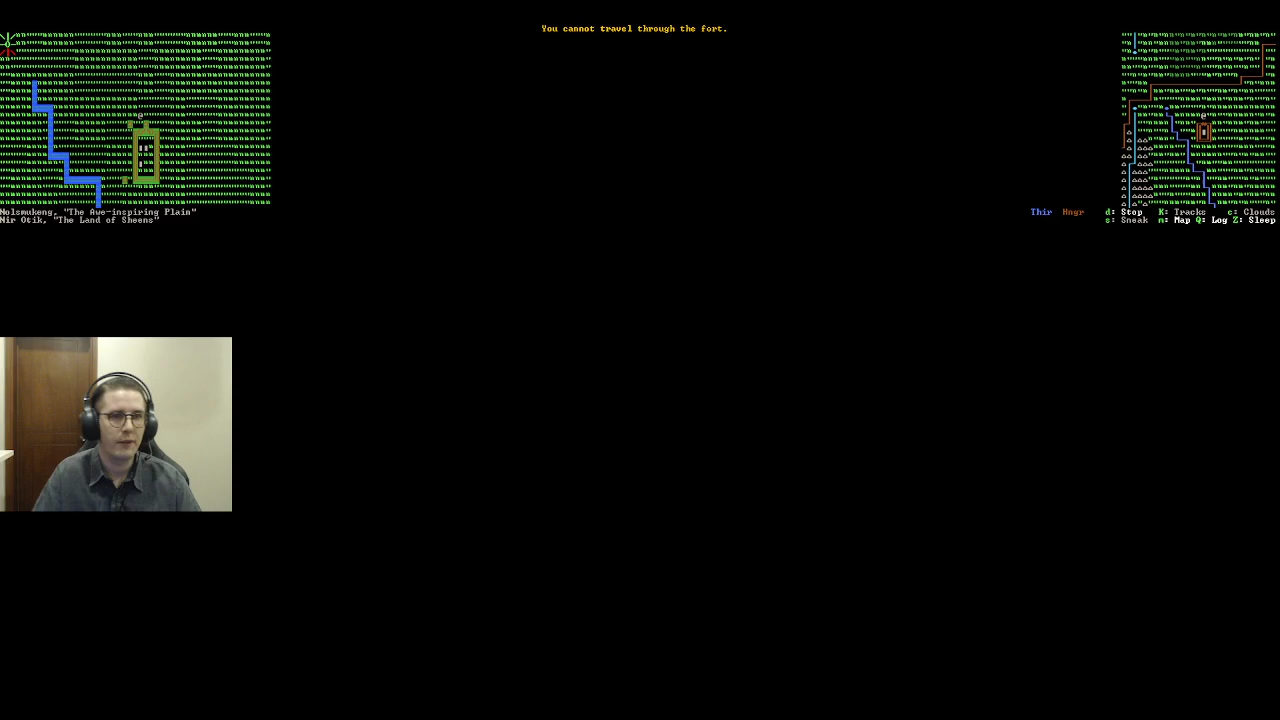 You cannot travel through the fort.
Nolsmukeng, "The Awe-inspiring Plain"
Nir Otik, "The Land of Sheens"
Thir Hngr d: Stop K: Tracks c: Clouds
s: Sneak m: Map Q: Log Z: Sleep